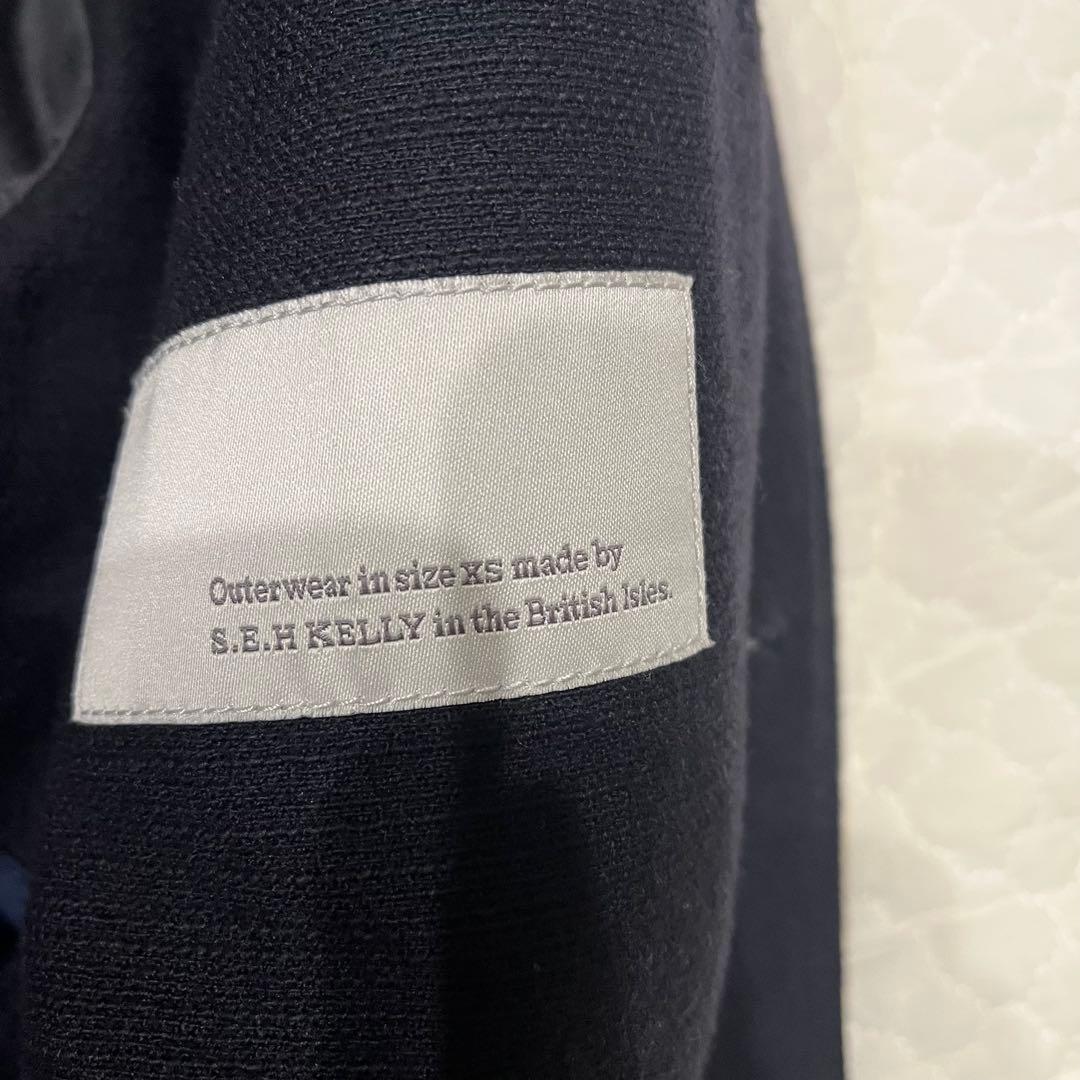 Outerwear in size XS made by
S.E.H KELLY in the British Isles.